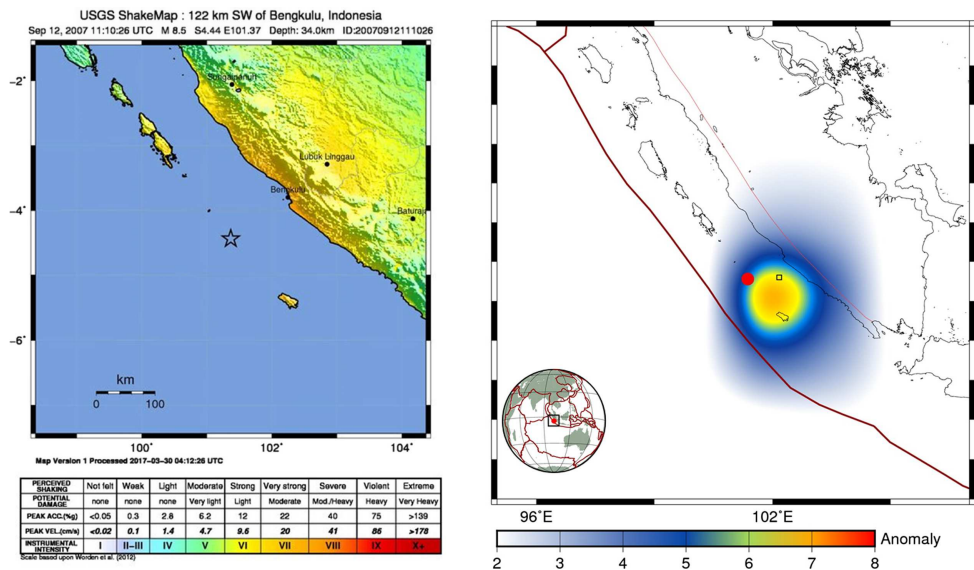 USGS ShakeMap : 122 km SW of Bengkulu, Indonesia
Sep 12, 2007 11:10:26 UTC M 8.5 S4.44 E101.37 Depth: 34.0km ID:20070912111026
-2°
-4°
-6°
Lubuk Linggau
Bengkulu
km
0 100
100° 102° 104°
Map Version 1 Processed 2017-03-30 04:12:26 UTC
PERCEIVED SHAKING Not felt Weak Light Moderate Strong Very strong Severe Violent Extreme
POTENTIAL DAMAGE none none none Very light Light Moderate Mod./Heavy Heavy Very Heavy
PEAK ACC.(%g) <0.05 0.3 2.8 6.2 12 22 40 75 >139
PEAK VEL.(cm/s) <0.02 0.1 1.4 4.7 9.6 20 41 86 >178
INSTRUMENTAL INTENSITY I II-III IV V VI VII VIII IX X+
Scale based upon Worden et al. (2012)
96°E 102°E
Anomaly
2 3 4 5 6 7 8